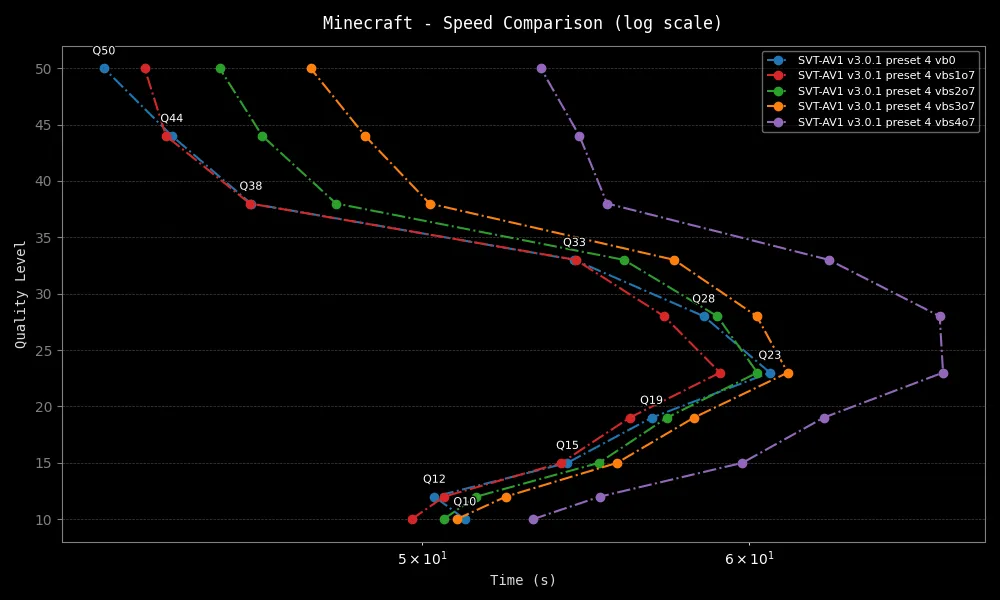 Minecraft - Speed Comparison (log scale)
Q50
Q44
Q38
Q33
Q28
Q23
Q19
Q15
Q12
Q10
SVT-AV1 v3.0.1 preset 4 vb0
SVT-AV1 v3.0.1 preset 4 vbs1o7
SVT-AV1 v3.0.1 preset 4 vbs2o7
SVT-AV1 v3.0.1 preset 4 vbs3o7
SVT-AV1 v3.0.1 preset 4 vbs4o7
50
45
40
35
30
25
20
15
10
Quality Level
5 × 10¹
6 × 10¹
Time (s)